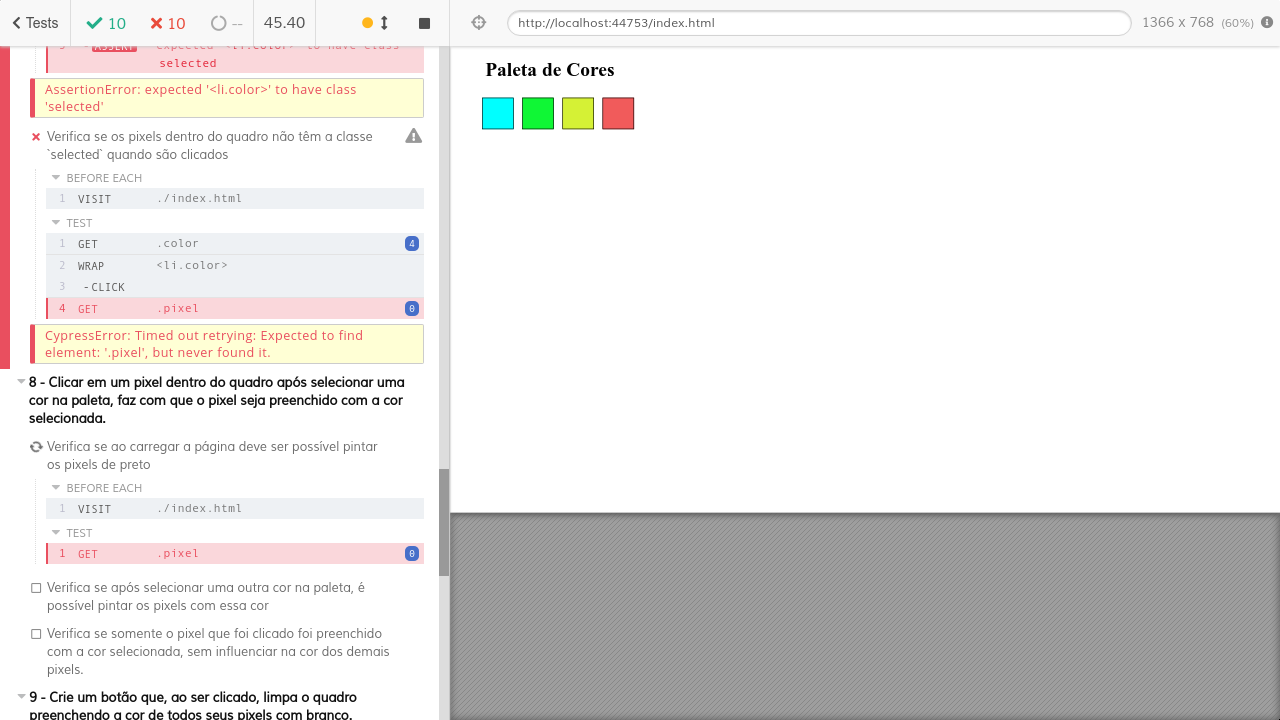 Tests
10
10
--
45.40
ASSERT expected <li.color> to have class
selected
AssertionError: expected '<li.color>' to have class
'selected'
Verifica se os pixels dentro do quadro não têm a classe
`selected` quando são clicados
BEFORE EACH
1 VISIT ./index.html
TEST
1 GET .color 4
2 WRAP <li.color>
3 -CLICK
4 GET .pixel 0
CypressError: Timed out retrying: Expected to find
element: '.pixel', but never found it.
8 - Clicar em um pixel dentro do quadro após selecionar uma
cor na paleta, faz com que o pixel seja preenchido com a cor
selecionada.
Verifica se ao carregar a página deve ser possível pintar
os pixels de preto
BEFORE EACH
1 VISIT ./index.html
TEST
1 GET .pixel 0
Verifica se após selecionar uma outra cor na paleta, é
possível pintar os pixels com essa cor
Verifica se somente o pixel que foi clicado foi preenchido
com a cor selecionada, sem influenciar na cor dos demais
pixels.
9 - Crie um botão que, ao ser clicado, limpa o quadro
preenchendo a cor de todos seus pixels com branco.
http://localhost:44753/index.html
1366 x 768 (60%)
Paleta de Cores